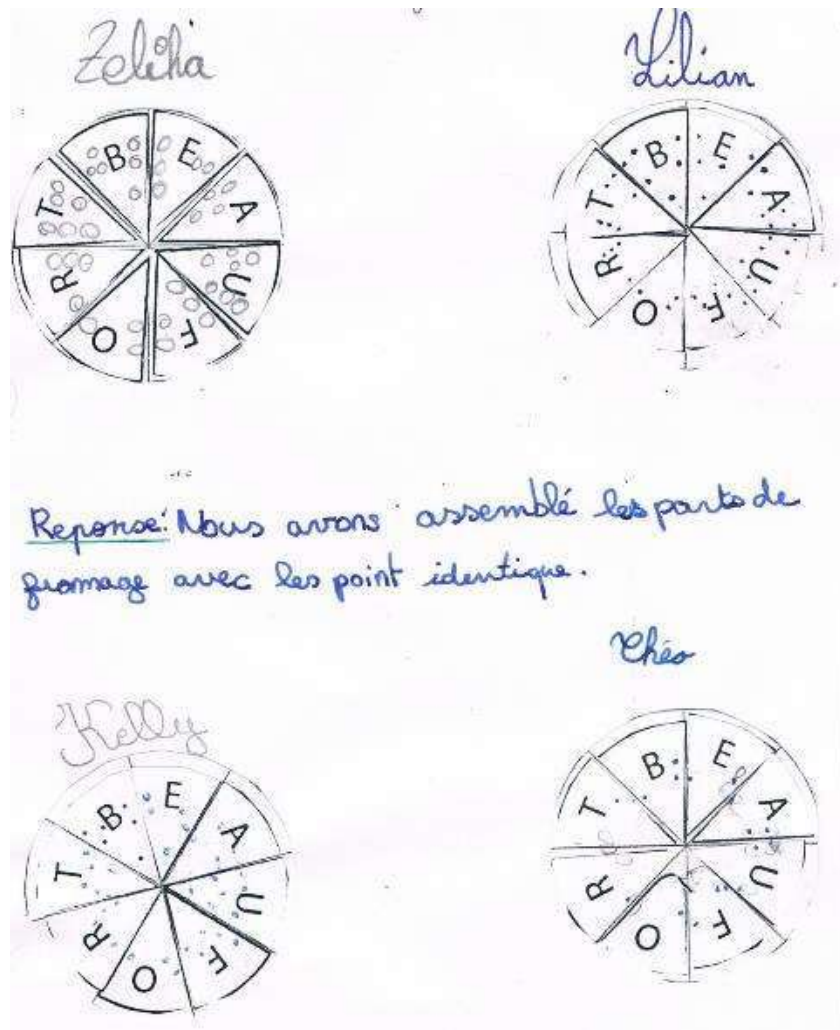 Zeliha
Lilian
B E A U F O R T
B E A U F O R T
Reponse: Nous avons assemblé les parts de
fromage avec les point identique.
Théo
Kelly
B E A U F O R T
B E A U F O R T